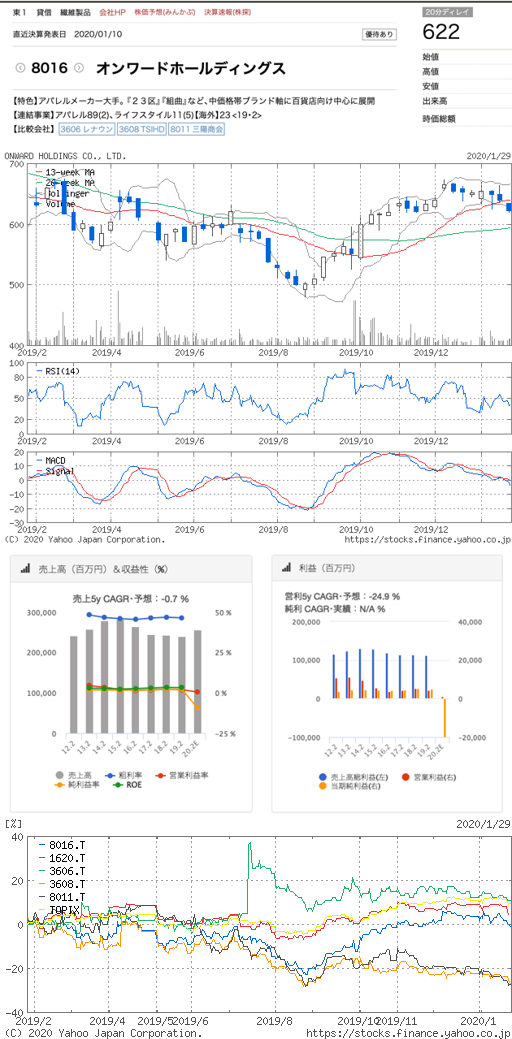 東1 貸借 繊維製品 会社HP 株価予想(みんかぶ) 決算速報(株探)
20分ディレイ
直近決算発表日 2020/01/10
優待あり
622
8016 オンワードホールディングス
始値
高値
安値
出来高
時価総額
【特色】アパレルメーカー大手。『23区』『組曲』など、中価格帯ブランド軸に百貨店向け中心に展開
【連結事業】アパレル89(2)、ライフスタイル11(5)【海外】23 <19・2>
【比較会社】 3606 レナウン 3608 TSIHD 8011 三陽商会
ONWARD HOLDINGS CO., LTD.
2020/1/29
700
600
500
400
13-week MA
26-week MA
Bollinger
Volume
2019/2 2019/4 2019/6 2019/8 2019/10 2019/12
100
80
50
20
0
RSI(14)
2019/2 2019/4 2019/6 2019/8 2019/10 2019/12
20
10
0
-10
-20
-30
MACD
Signal
2019/2 2019/4 2019/6 2019/8 2019/10 2019/12
(C) 2020 Yahoo Japan Corporation. https://stocks.finance.yahoo.co.jp/
売上高（百万円）＆収益性（%）
売上5y CAGR・予想：-0.7 %
300,000
200,000
100,000
0
50 %
25 %
0 %
-25 %
12.2 13.2 14.2 15.2 16.2 17.2 18.2 19.2 20.2E
売上高 粗利率 営業利益率
純利益率 ROE
利益（百万円）
営利5y CAGR・予想：-24.9 %
純利 CAGR・実績：N/A %
200,000
100,000
0
-100,000
40,000
20,000
0
-20,000
12.2 13.2 14.2 15.2 16.2 17.2 18.2 19.2 20.2E
売上高総利益(左) 営業利益(右)
当期純利益(右)
[%]
2020/1/29
40
20
0
-20
-40
8016.T
1620.T
3606.T
3608.T
8011.T
TOPIX
2019/2 2019/4 2019/5 2019/6 2019/8 2019/10 2019/11 2020/1
(C) 2020 Yahoo Japan Corporation. https://stocks.finance.yahoo.co.jp/